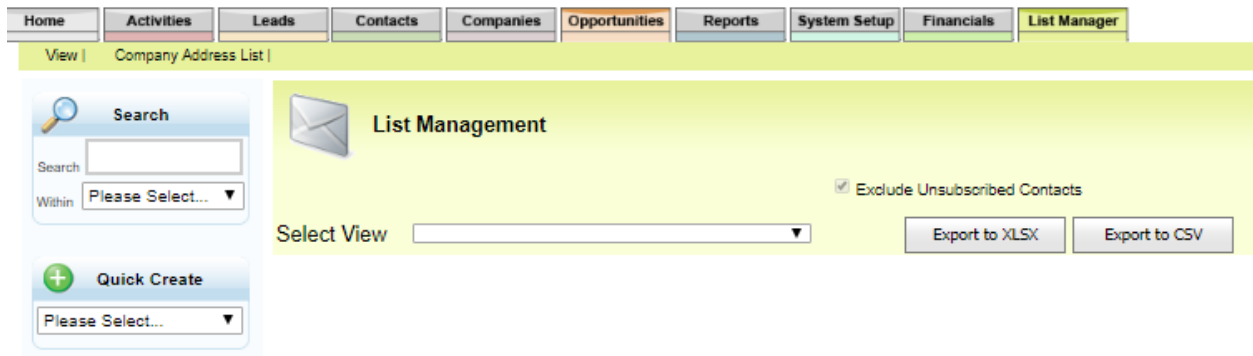 Home Activities Leads Contacts Companies Opportunities Reports System Setup Financials List Manager
View | Company Address List |
Search
Search
Within Please Select...
Quick Create
Please Select...
List Management
Exclude Unsubscribed Contacts
Select View Export to XLSX Export to CSV